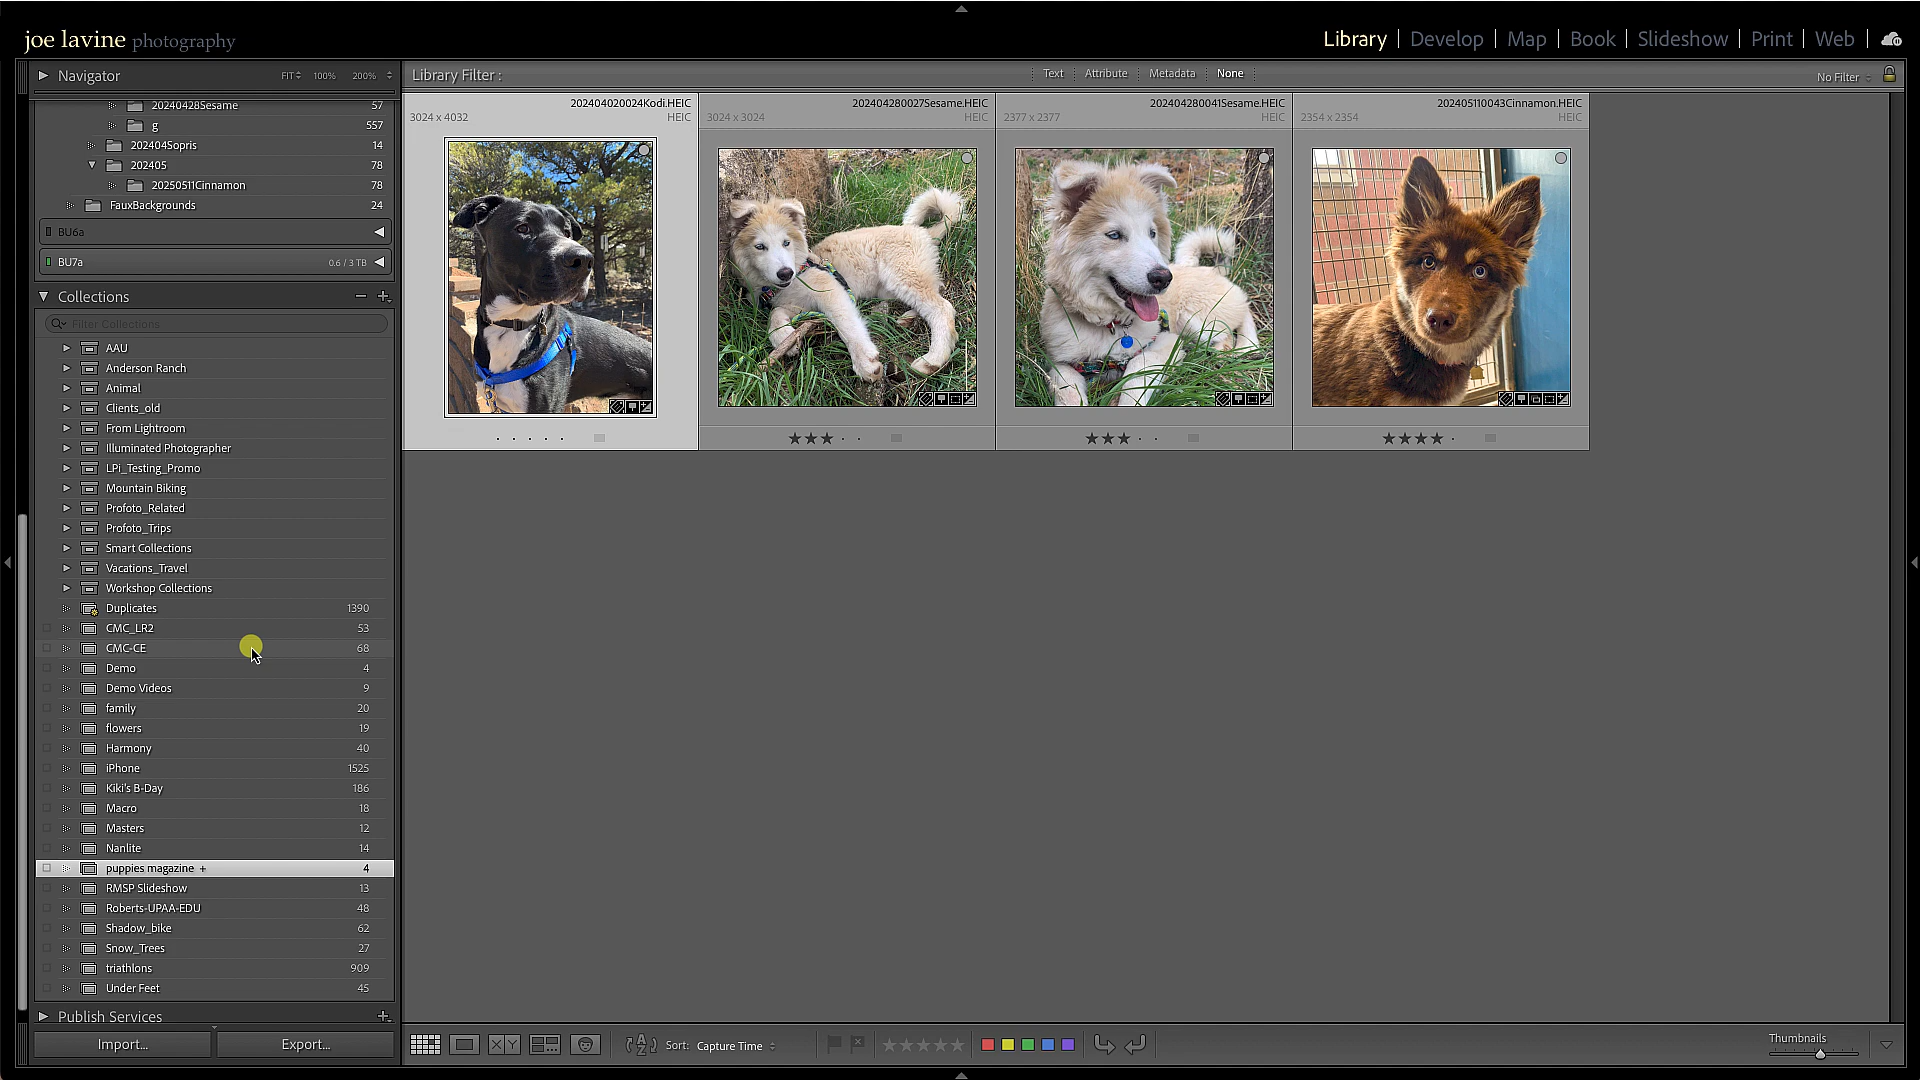 joe lavine photography
Library | Develop | Map | Book | Slideshow | Print | Web |
Navigator FIT 100% 200%
Library Filter : Text Attribute Metadata None No Filter
20240428Sesame 57
g 557
202404Sopris 14
202405 78
20250511Cinnamon 78
FauxBackgrounds 24
BU6a
BU7a 0.6 / 3 TB
Collections
Filter Collections
AAU
Anderson Ranch
Animal
Clients_old
From Lightroom
Illuminated Photographer
LPi_Testing_Promo
Mountain Biking
Profoto_Related
Profoto_Trips
Smart Collections
Vacations_Travel
Workshop Collections
Duplicates 1390
CMC_LR2 53
CMC-CE 68
Demo 4
Demo Videos 9
family 20
flowers 19
Harmony 40
iPhone 1525
Kiki's B-Day 186
Macro 18
Masters 12
Nanlite 14
puppies magazine + 4
RMSP Slideshow 13
Roberts-UPAA-EDU 48
Shadow_bike 62
Snow_Trees 27
triathlons 909
Under Feet 45
Publish Services
Import... Export...
202404020024Kodi.HEIC
3024 x 4032 HEIC
202404280027Sesame.HEIC
3024 x 3024 HEIC
202404280041Sesame.HEIC
2377 x 2377 HEIC
202405110043Cinnamon.HEIC
2354 x 2354 HEIC
X Y
Sort: Capture Time
Thumbnails